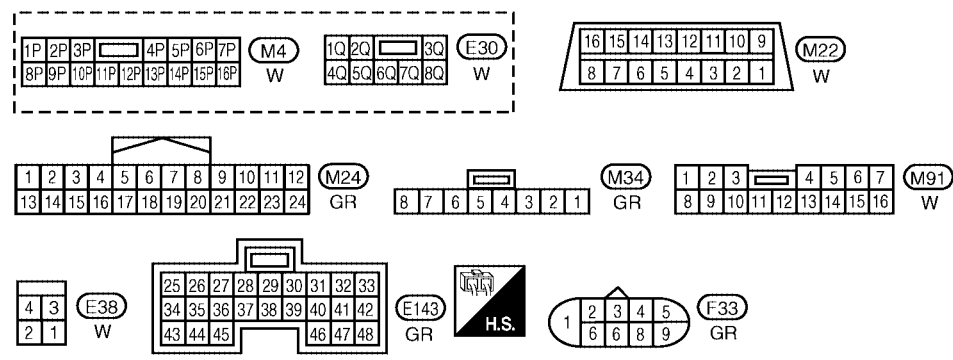 1P 2P 3P 4P 5P 6P 7P M4
8P 9P 10P 11P 12P 13P 14P 15P 16P W
1Q 2Q 3Q E30
4Q 5Q 6Q 7Q 8Q W
16 15 14 13 12 11 10 9 M22
8 7 6 5 4 3 2 1 W
1 2 3 4 5 6 7 8 9 10 11 12 M24
13 14 15 16 17 18 19 20 21 22 23 24 GR
M34
8 7 6 5 4 3 2 1 GR
1 2 3 4 5 6 7 M91
8 9 10 11 12 13 14 15 16 W
4 3 E38
2 1 W
25 26 27 28 29 30 31 32 33
34 35 36 37 38 39 40 41 42 E143
43 44 45 46 47 48 GR
H.S.
1 2 3 4 5 F33
6 6 8 9 GR